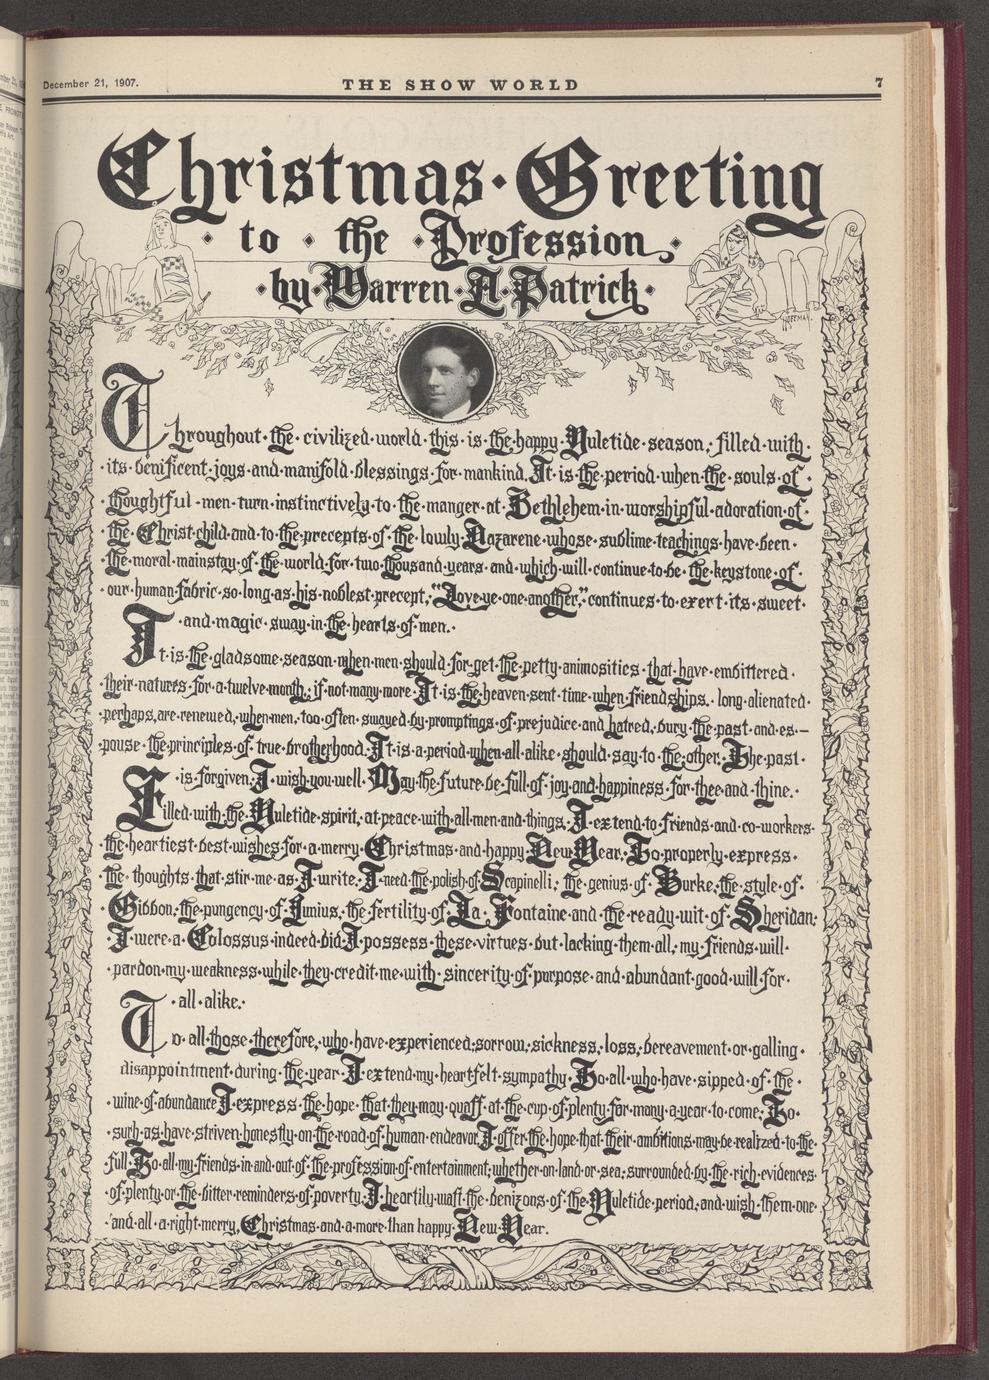 December 21, 1907.
THE SHOW WORLD
7
Christmas · Greeting
· to · the · Profession ·
· by · Warren · A · Patrick ·
HOFFMAN.
Throughout · the · civilized · world · this · is · the · happy · Yuletide · season, · filled · with ·
· its · benificent · joys · and · manifold · blessings · for · mankind. It · is · the · period · when · the · souls · of ·
· thoughtful · men · turn · instinctively · to · the · manger · at · Bethlehem · in · worshipful · adoration · of ·
· the · Christ · child · and · to · the · precepts · of · the · lowly · Nazarene · whose · sublime · teachings · have · been ·
· the · moral · mainstay · of · the · world · for · two · thousand · years · and · which · will · continue · to · be · the · keystone · of ·
· our · human · fabric · so · long · as · his · noblest · precept, · "Love · ye · one · another," · continues · to · exert · its · sweet ·
· and · magic · sway · in · the · hearts · of · men. ·
It · is · the · gladsome · season · when · men · should · for · get · the · petty · animosities · that · have · embittered ·
· their · natures · for · a · twelve · month, · if · not · many · more. It · is · the · heaven · sent · time · when · friendships, · long · alienated ·
· perhaps, are · renewed, · when · men, · too · often · swayed · by · promptings · of · prejudice · and · hatred, · bury · the · past · and · es-
· pouse · the · principles · of · true · brotherhood. It · is · a · period · when · all · alike · should · say · to · the · other. The · past ·
· is · forgiven, I · wish · you · well. May · the · future · be · full · of · joy · and · happiness · for · thee · and · thine. ·
Filled · with · the · Yuletide · spirit, · at · peace · with · all · men · and · things, · I · extend · to · friends · and · co-workers ·
· the · heartiest · best · wishes · for · a · merry · Christmas · and · happy · New · Year. · To · properly · express ·
· the · thoughts · that · stir · me · as · I · write, · I · need · the · polish · of · Scapinelli, · the · genius · of · Burke, · the · style · of ·
· Gibbon, · the · pungency · of · Junius, · the · fertility · of · La · Fontaine · and · the · ready · wit · of · Sheridan; ·
· I · were · a · Colossus · indeed · did · I · possess · these · virtues · but · lacking · them · all, · my · friends · will ·
· pardon · my · weakness · while · they · credit · me · with · sincerity · of · purpose · and · abundant · good · will · for ·
· all · alike. ·
To · all · those · therefore, · who · have · experienced · sorrow, · sickness, · loss, · bereavement · or · galling ·
disappointment · during · the · year · I · extend · my · heartfelt · sympathy. To · all · who · have · sipped · of · the ·
· wine · of · abundance I · express · the · hope · that · they · may · quaff · at · the · cup · of · plenty · for · many · a · year · to · come; · To ·
· such · as · have · striven · honestly · on · the · road · of · human · endeavor, I · offer · the · hope · that · their · ambitions · may · be · realized · to · the ·
· full. To · all · my · friends · in · and · out · of · the · profession · of · entertainment; whether · on · land · or · sea; surrounded · by · the · rich · evidences ·
· of · plenty · or · the · bitter · reminders · of · poverty, I · heartily · waft · the · benizons · of · the · Yuletide · period, and · wish · them · one ·
· and · all · a · right · merry, Christmas · and · a · more · than · happy · New · Year. ·